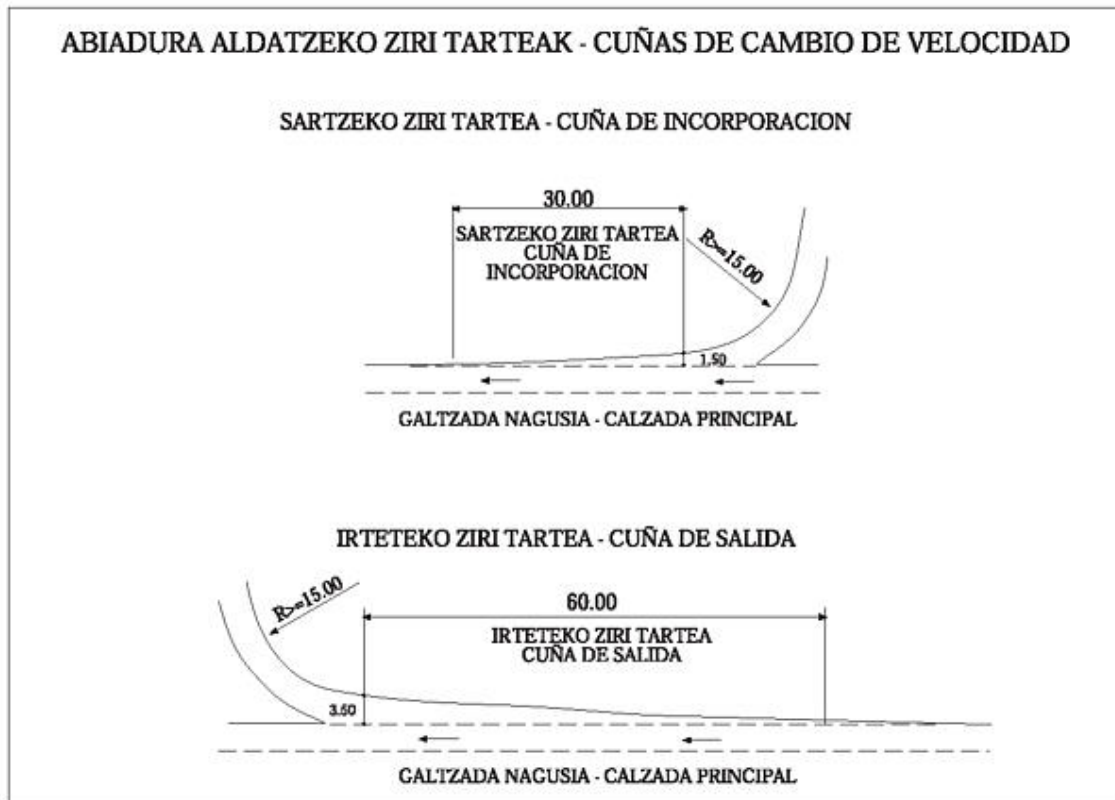 ABIADURA ALDATZEKO ZIRI TARTEAK - CUÑAS DE CAMBIO DE VELOCIDAD
SARTZEKO ZIRI TARTEA - CUÑA DE INCORPORACION
30.00
SARTZEKO ZIRI TARTEA
CUÑA DE
INCORPORACION
R>=15.00
1.50
GALTZADA NAGUSIA - CALZADA PRINCIPAL
IRTETEKO ZIRI TARTEA - CUÑA DE SALIDA
R>=15.00
60.00
IRTETEKO ZIRI TARTEA
CUÑA DE SALIDA
3.50
GALTZADA NAGUSIA - CALZADA PRINCIPAL